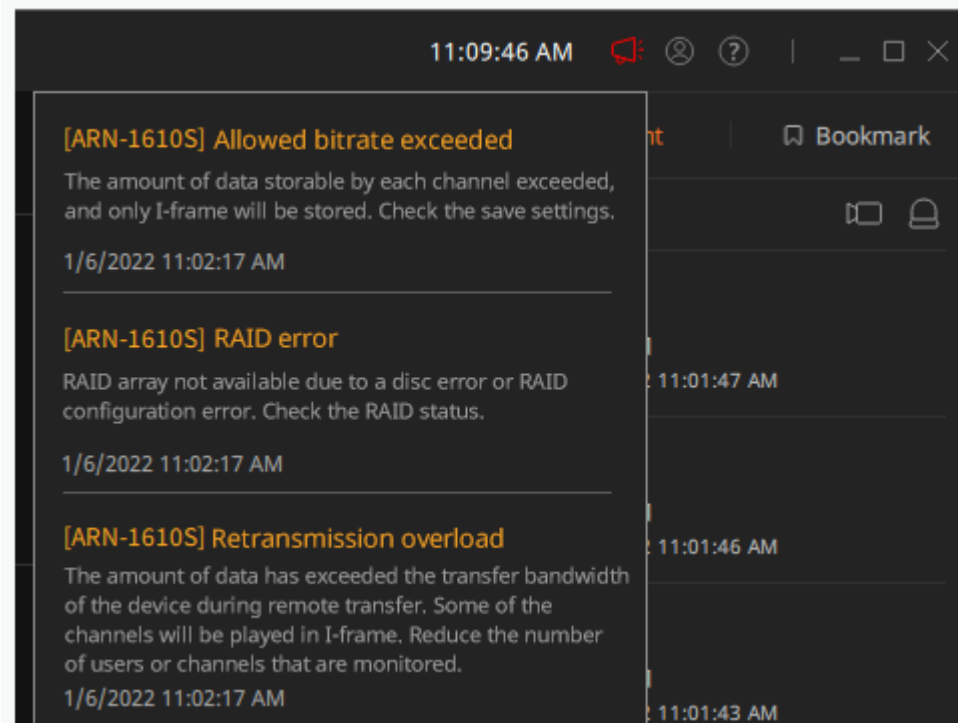 11:09:46 AM
Bookmark
[ARN-1610S] Allowed bitrate exceeded
The amount of data storable by each channel exceeded,
and only I-frame will be stored. Check the save settings.
1/6/2022 11:02:17 AM
[ARN-1610S] RAID error
RAID array not available due to a disc error or RAID
configuration error. Check the RAID status.
1/6/2022 11:02:17 AM
[ARN-1610S] Retransmission overload
The amount of data has exceeded the transfer bandwidth
of the device during remote transfer. Some of the
channels will be played in I-frame. Reduce the number
of users or channels that are monitored.
1/6/2022 11:02:17 AM
11:01:47 AM
11:01:46 AM
11:01:43 AM